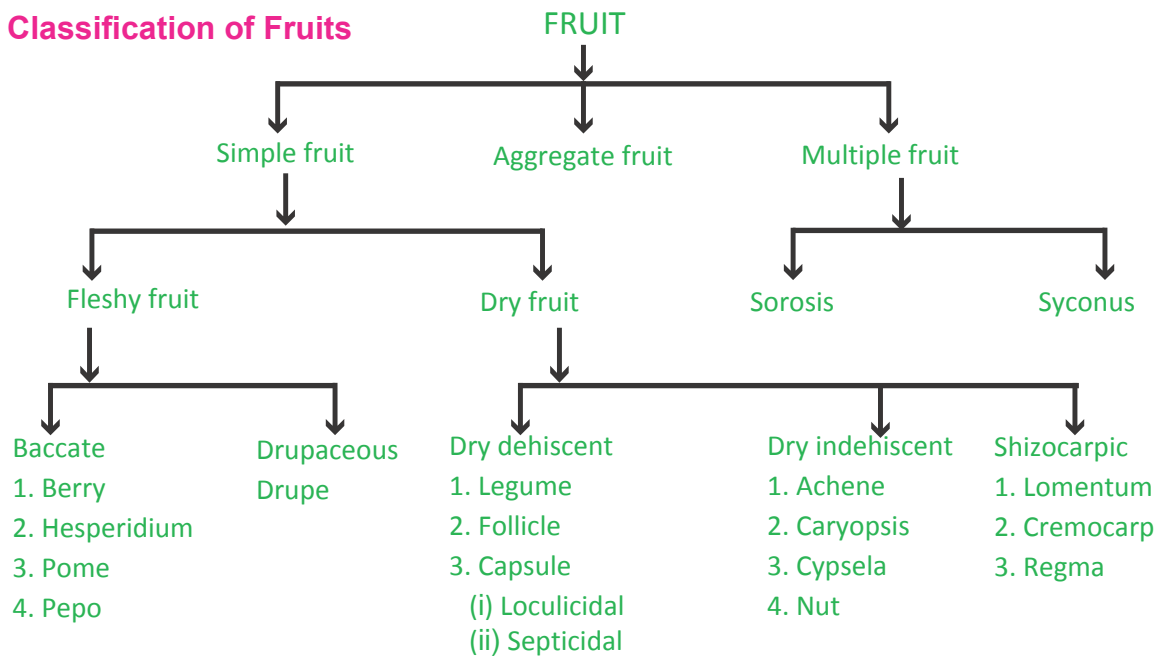 Classification of Fruits
FRUIT
Simple fruit
Aggregate fruit
Multiple fruit
Fleshy fruit
Dry fruit
Sorosis
Syconus
Baccate
1. Berry
2. Hesperidium
3. Pome
4. Pepo
Drupaceous
Drupe
Dry dehiscent
1. Legume
2. Follicle
3. Capsule
(i) Loculicidal
(ii) Septicidal
Dry indehiscent
1. Achene
2. Caryopsis
3. Cypsela
4. Nut
Shizocarpic
1. Lomentum
2. Cremocarp
3. Regma